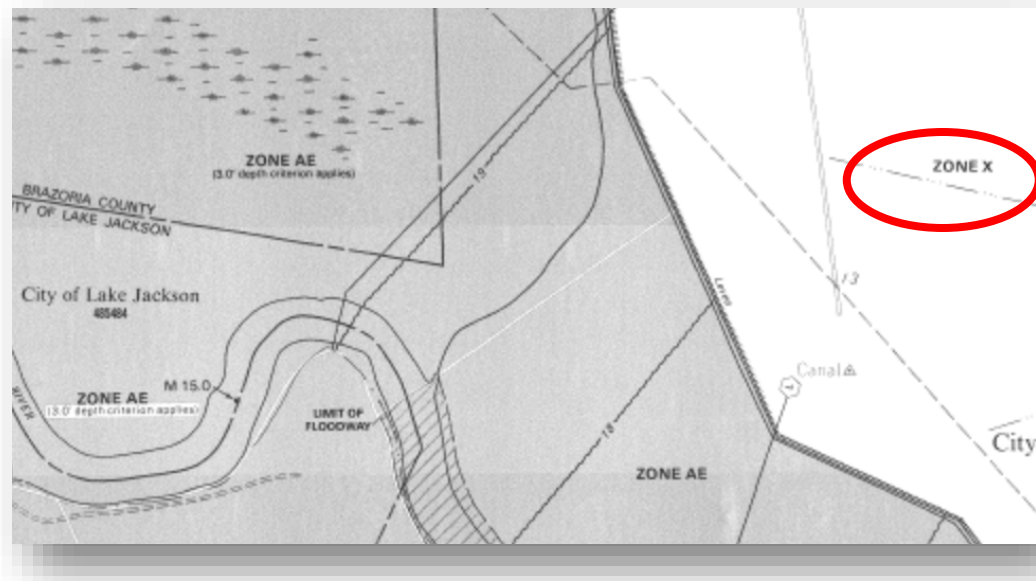 ZONE AE
(3.0' depth criterion applies)
19
ZONE X
BRAZORIA COUNTY
TY OF LAKE JACKSON
13
City of Lake Jackson
485484
Levee
Canal
M 15.0
ZONE AE
(3.0' depth criterion applies)
RIVER
LIMIT OF
FLOODWAY
18
City
ZONE AE